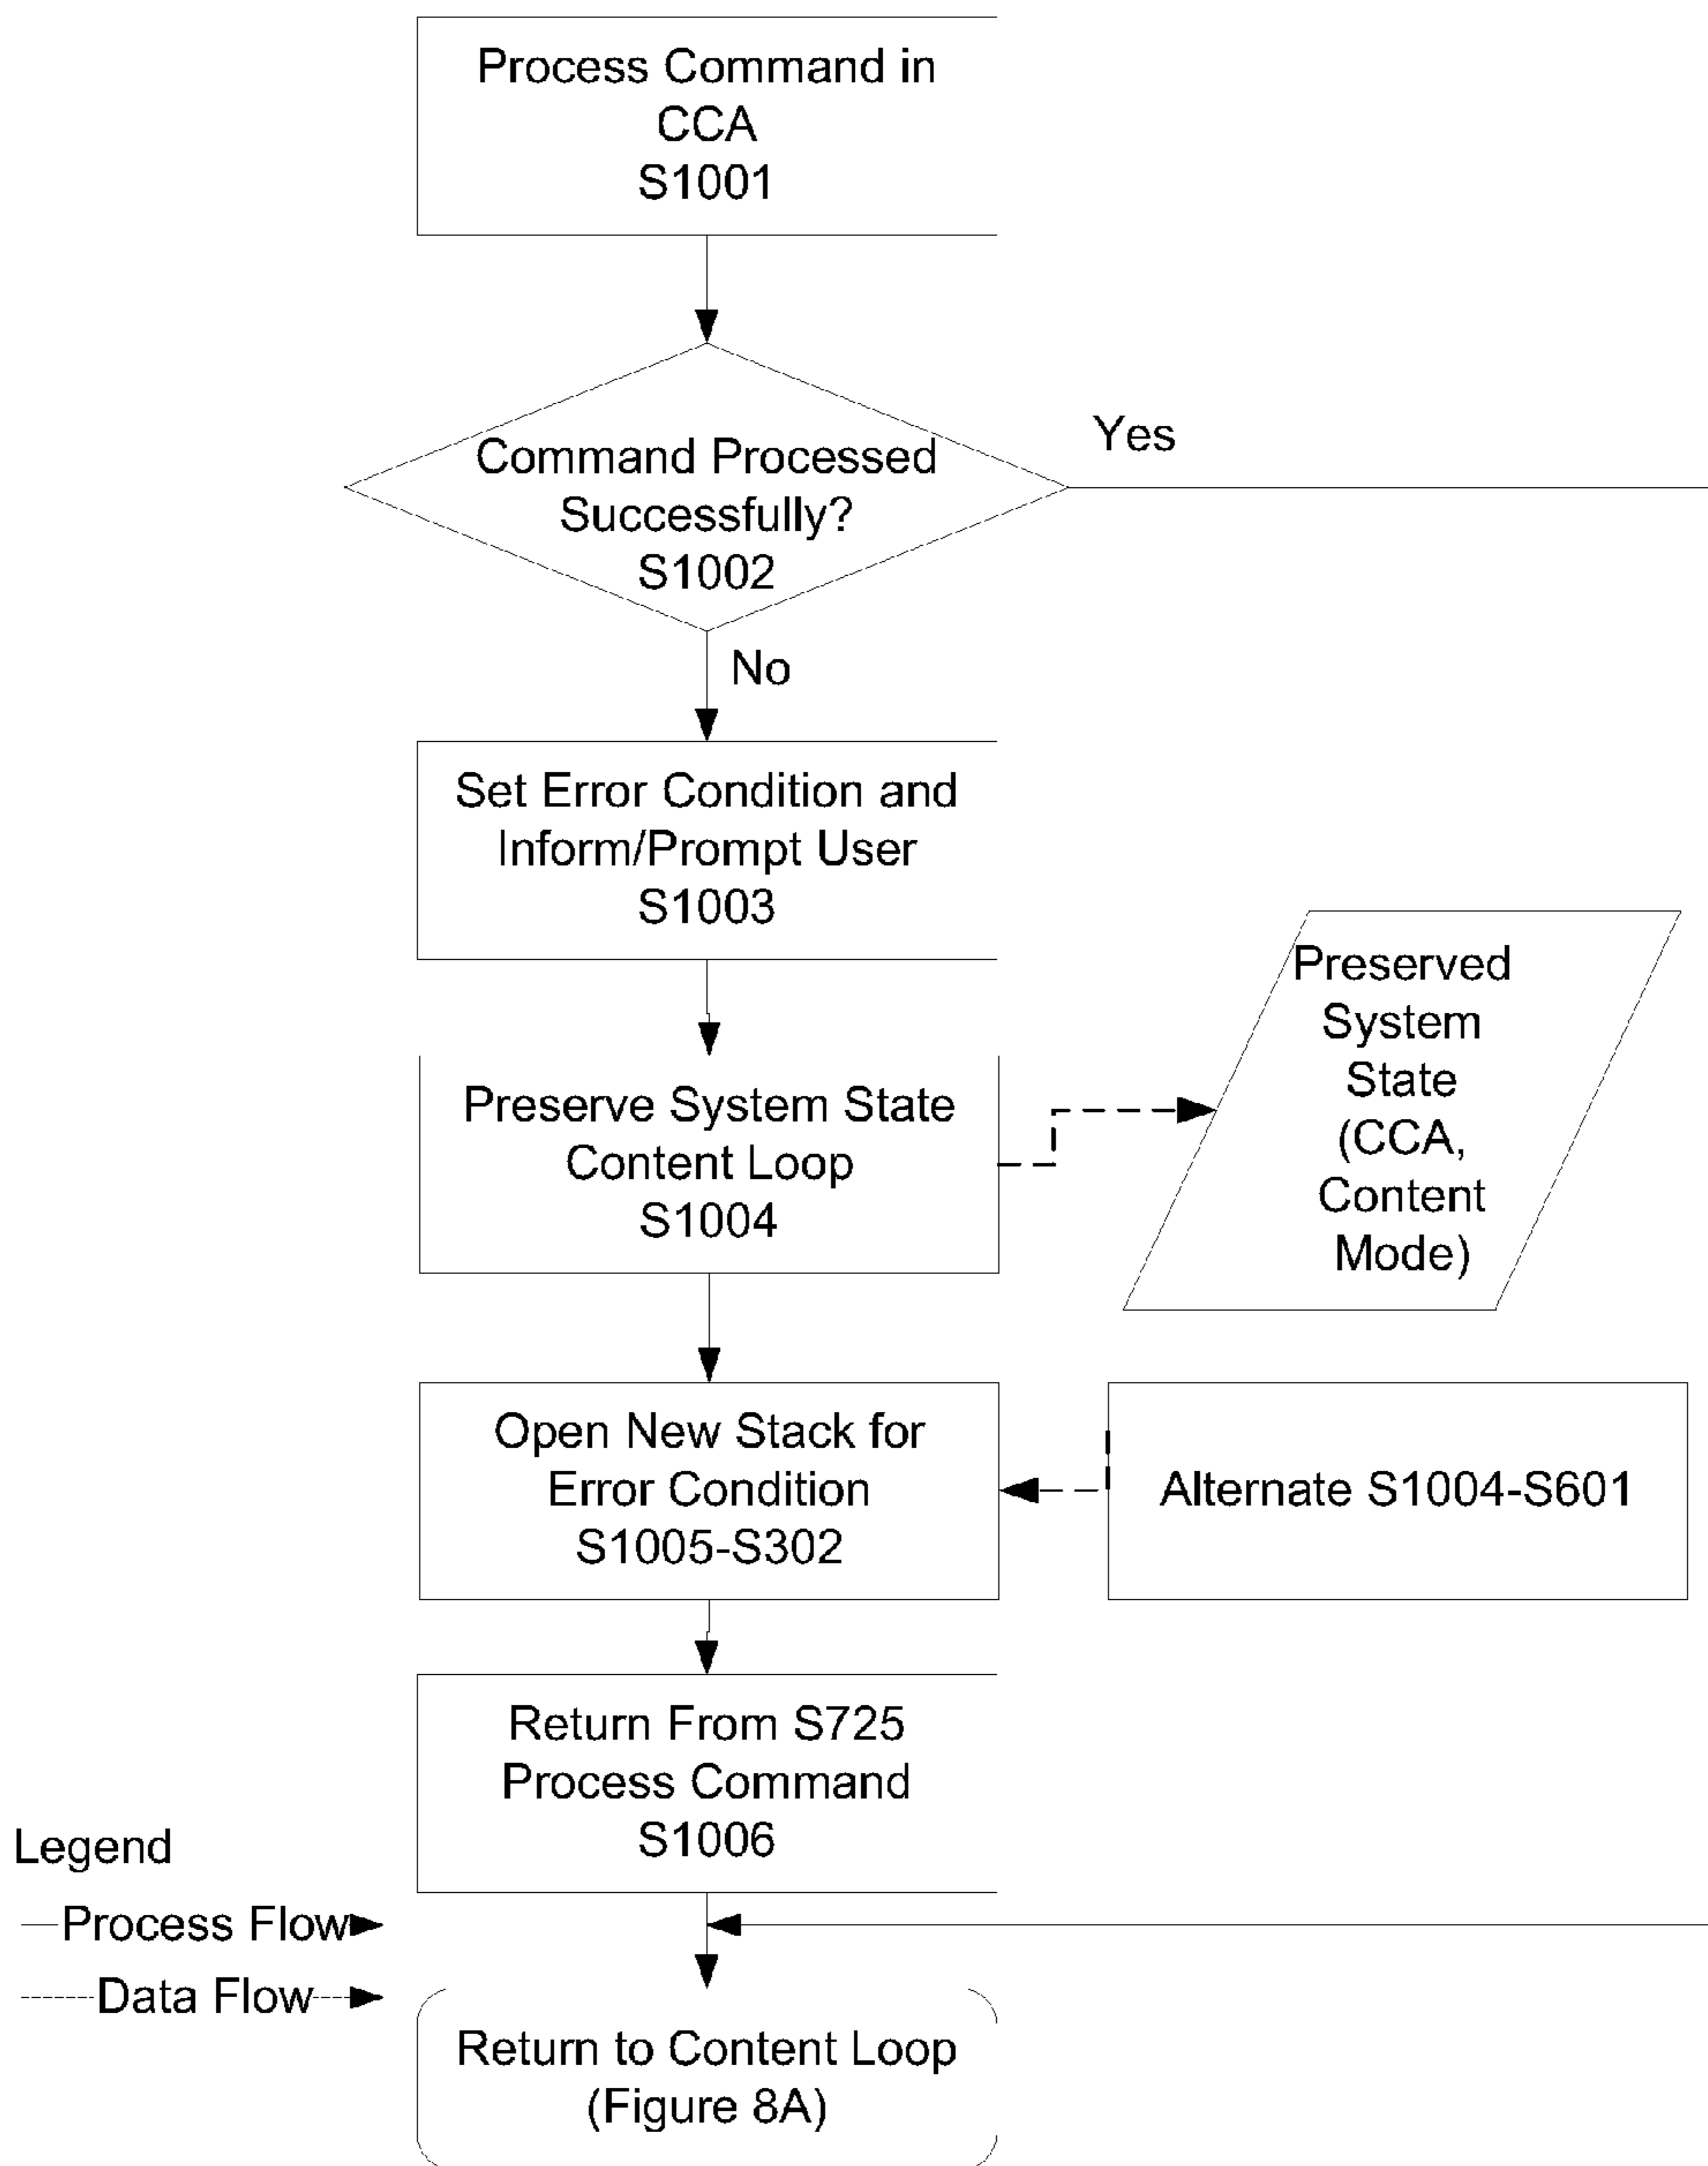 Process Command in
CCA
S1001
Command Processed
Successfully?
S1002
Yes
No
Set Error Condition and
Inform/Prompt User
S1003
Preserve System State
Content Loop
S1004
Preserved
System
State
(CCA,
Content
Mode)
Open New Stack for
Error Condition
S1005-S302
Alternate S1004-S601
Return From S725
Process Command
S1006
Legend
Process Flow
Data Flow
Return to Content Loop
(Figure 8A)